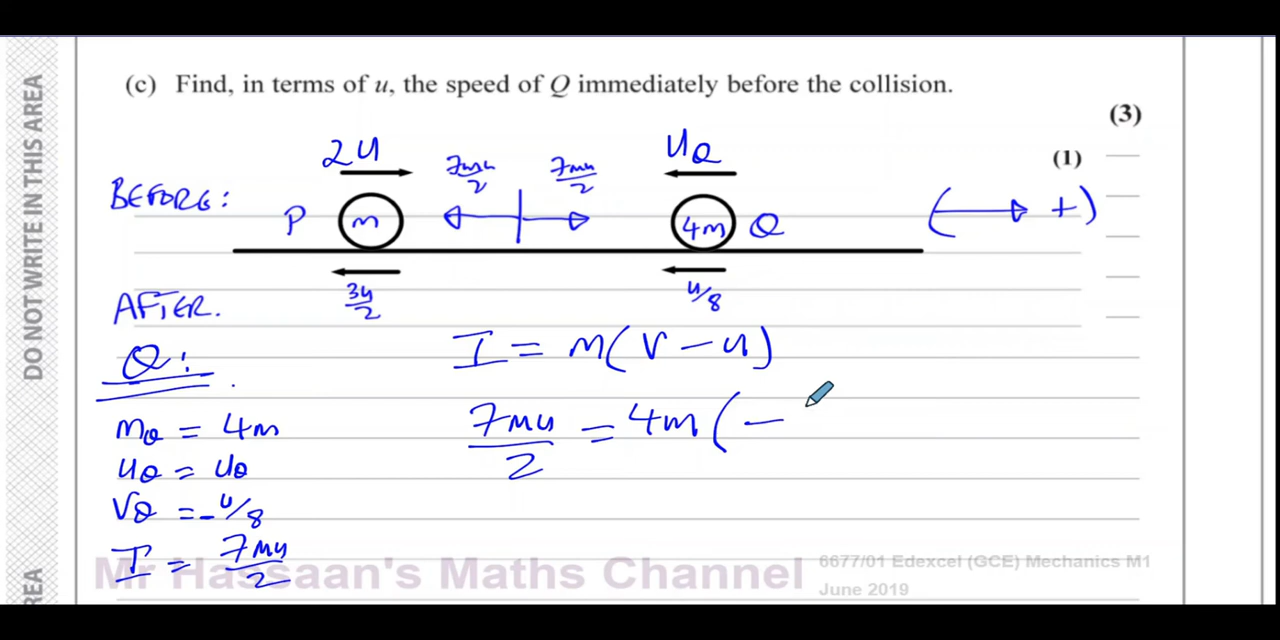 DO NOT WRITE IN THIS AREA
(c) Find, in terms of u, the speed of Q immediately before the collision.
(3)
(1)
BEFORE:
2u
7mu/2
7mu/2
uQ
P
m
4m
Q
( → +)
AFTER.
3u/2
u/8
Q:
mQ = 4m
uQ = uQ
vQ = -u/8
I = 7mu/2
I = m(v - u)
7mu/2 = 4m( -
Mr Hassaan's Maths Channel
6677/01 Edexcel (GCE) Mechanics M1
June 2019
REA